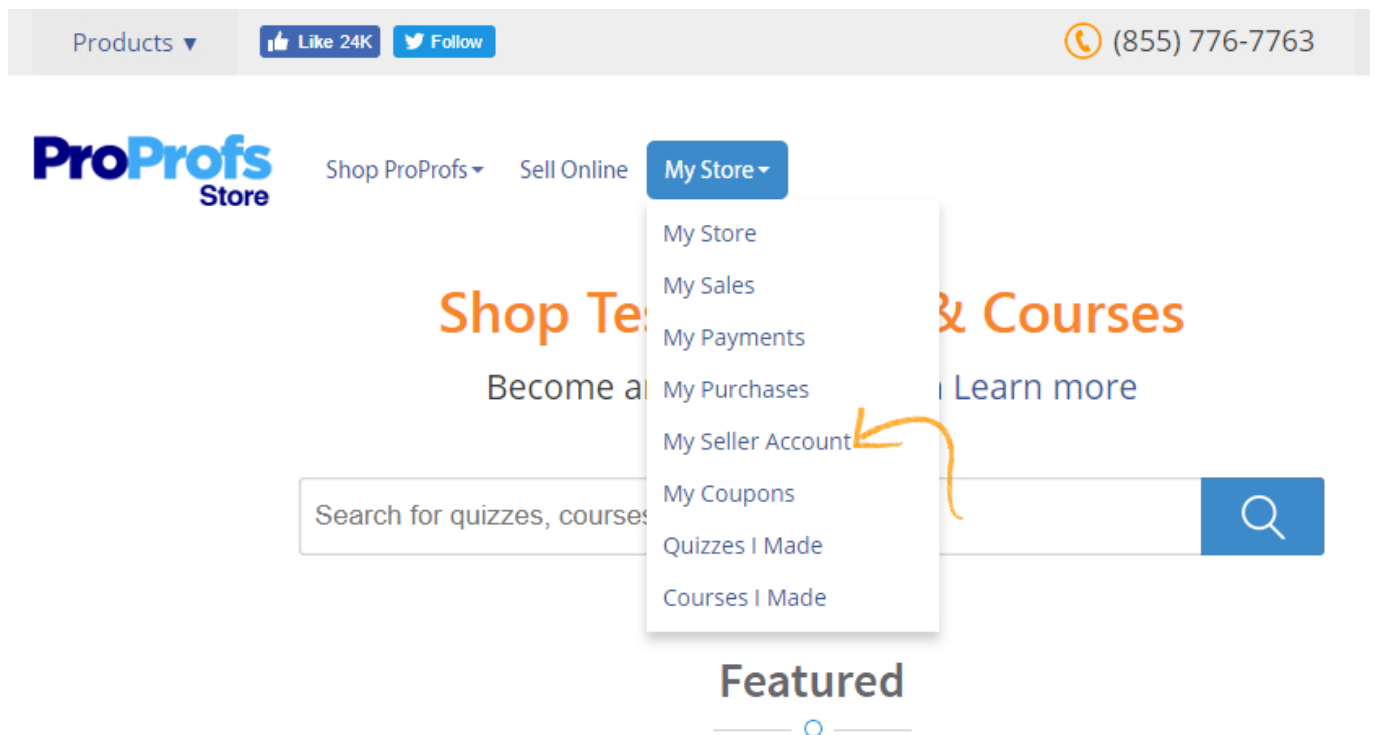 Products ▾ Like 24K Follow (855) 776-7763
ProProfs
Store
Shop ProProfs Sell Online My Store
My Store
My Sales
My Payments
My Purchases
My Seller Account
My Coupons
Quizzes I Made
Courses I Made
Shop & Courses
Become Learn more
Search for quizzes,
Featured